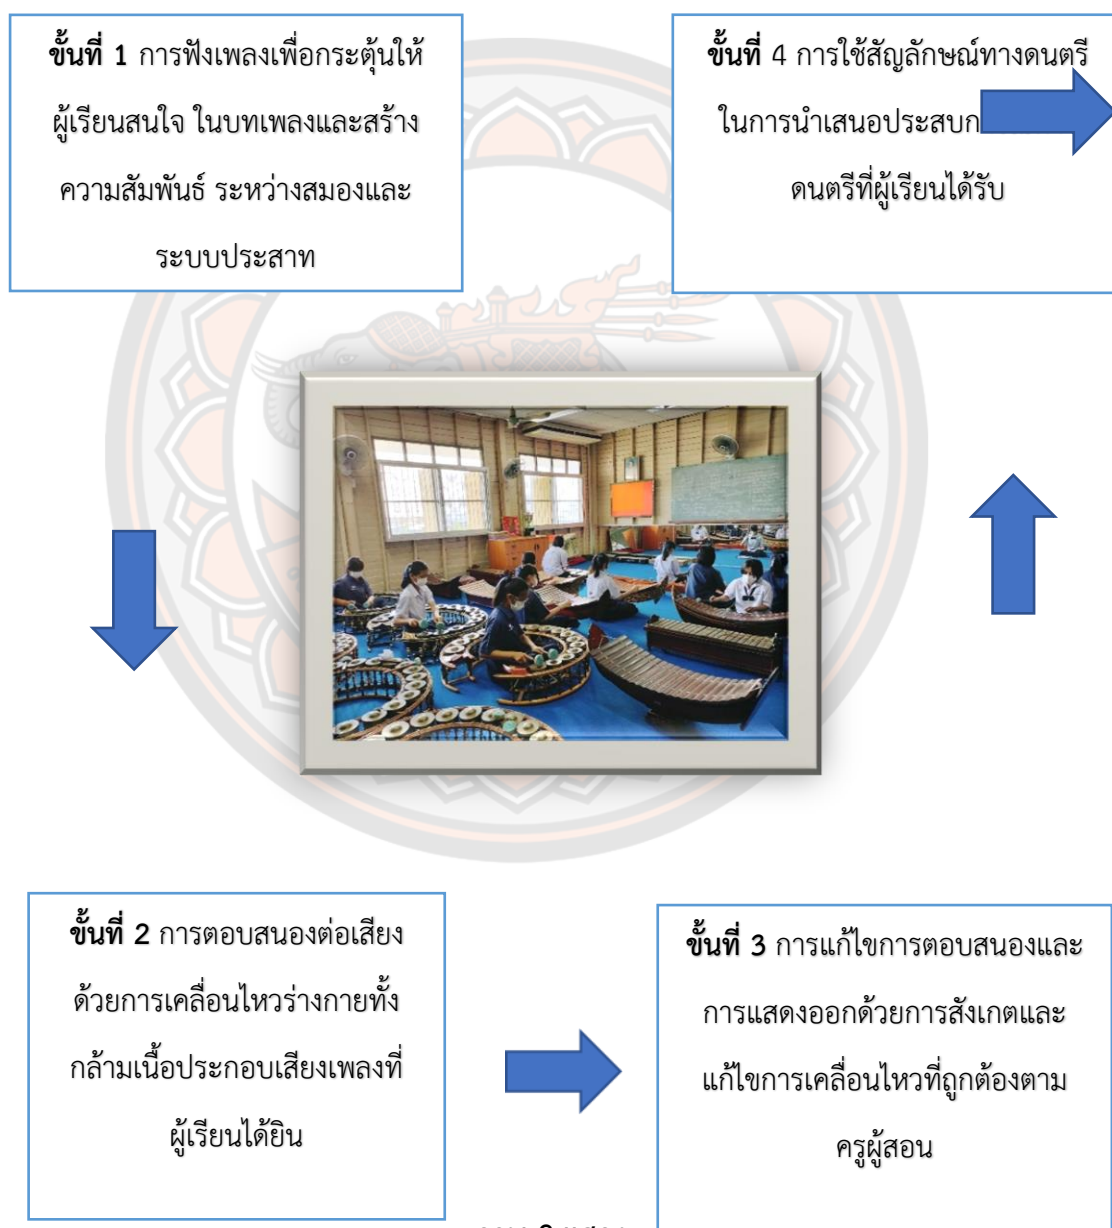 ขั้นที่ 1 การฟังเพลงเพื่อกระตุ้นให้
ผู้เรียนสนใจ ในบทเพลงและสร้าง
ความสัมพันธ์ ระหว่างสมองและ
ระบบประสาท
ขั้นที่ 2 การตอบสนองต่อเสียง
ด้วยการเคลื่อนไหวร่างกายทั้ง
กล้ามเนื้อประกอบเสียงเพลงที่
ผู้เรียนได้ยิน
ขั้นที่ 3 การแก้ไขการตอบสนองและ
การแสดงออกด้วยการสังเกตและ
แก้ไขการเคลื่อนไหวที่ถูกต้องตาม
ครูผู้สอน
ขั้นที่ 4 การใช้สัญลักษณ์ทางดนตรี
ในการนำเสนอ
ดนตรีที่ผู้เรียนได้รับ